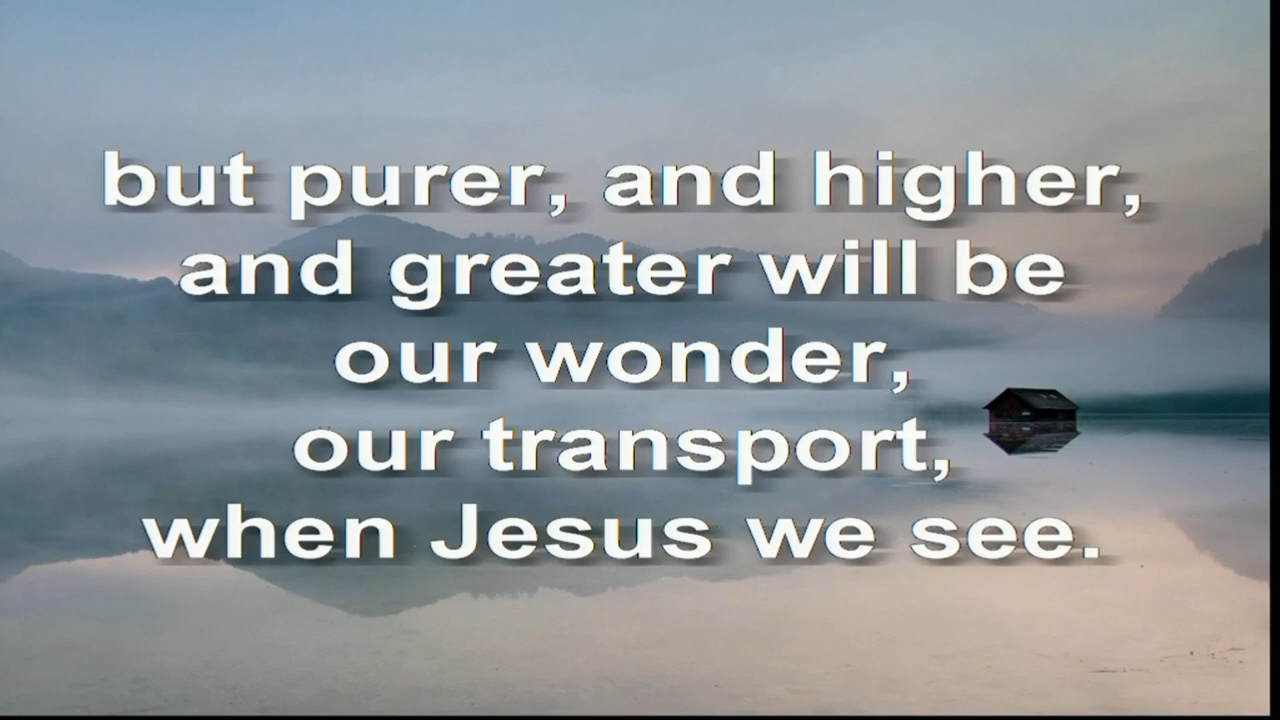 but purer, and higher,
and greater will be
our wonder,
our transport,
when Jesus we see.